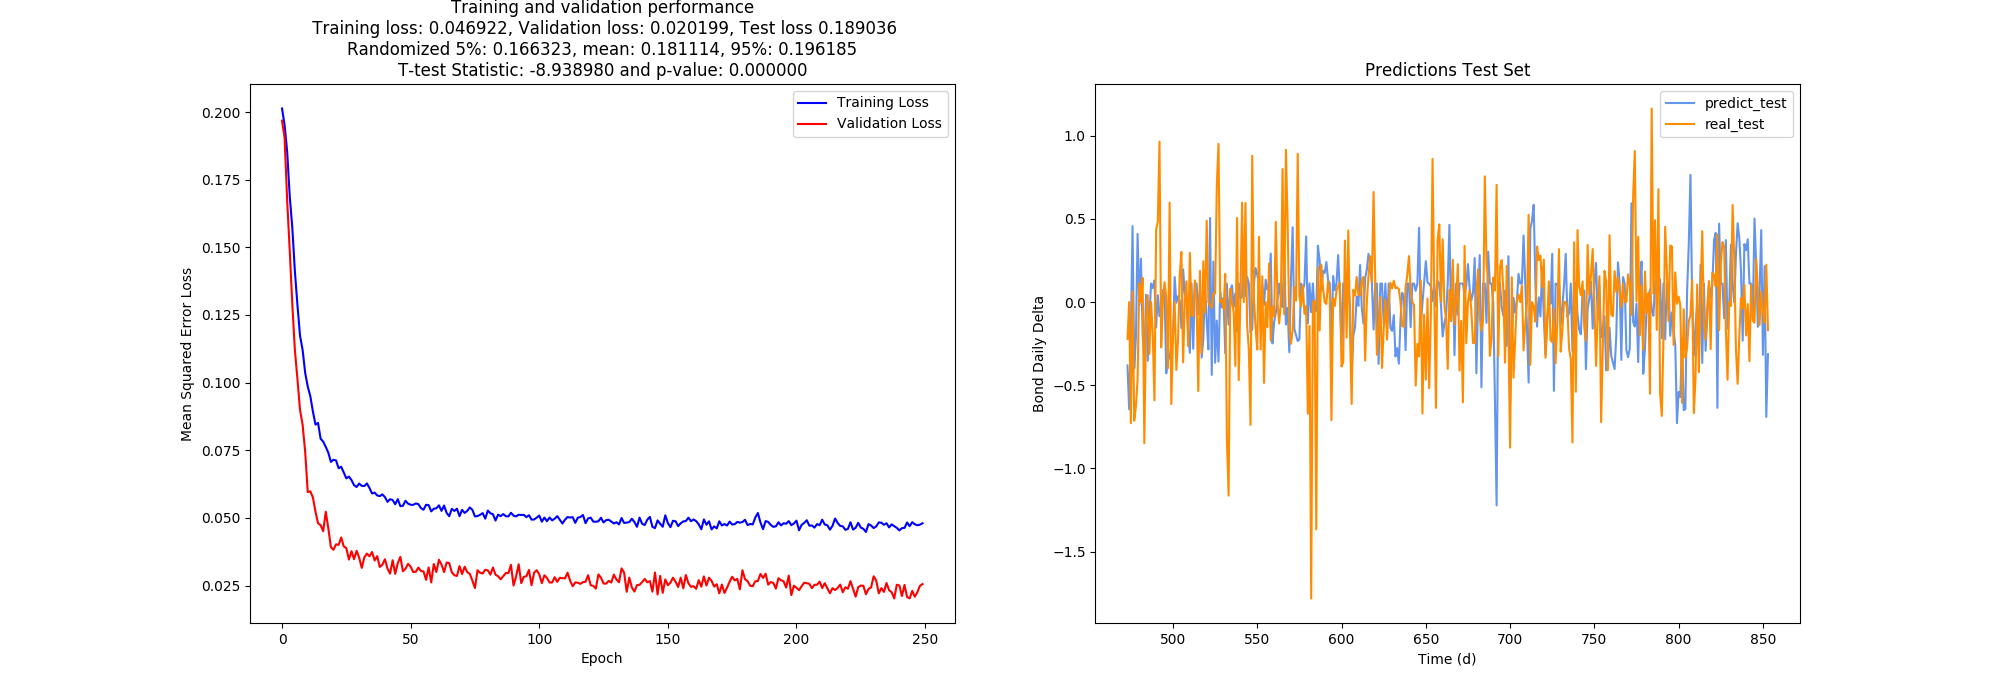 Training and validation performance
Training loss: 0.046922, Validation loss: 0.020199, Test loss 0.189036
Randomized 5%: 0.166323, mean: 0.181114, 95%: 0.196185
T-test Statistic: -8.938980 and p-value: 0.000000
Training Loss
Validation Loss
0.200
0.175
0.150
0.125
0.100
0.075
0.050
0.025
Mean Squared Error Loss
0
50
100
150
200
250
Epoch
Predictions Test Set
predict_test
real_test
1.0
0.5
0.0
−0.5
−1.0
−1.5
Bond Daily Delta
500
550
600
650
700
750
800
850
Time (d)